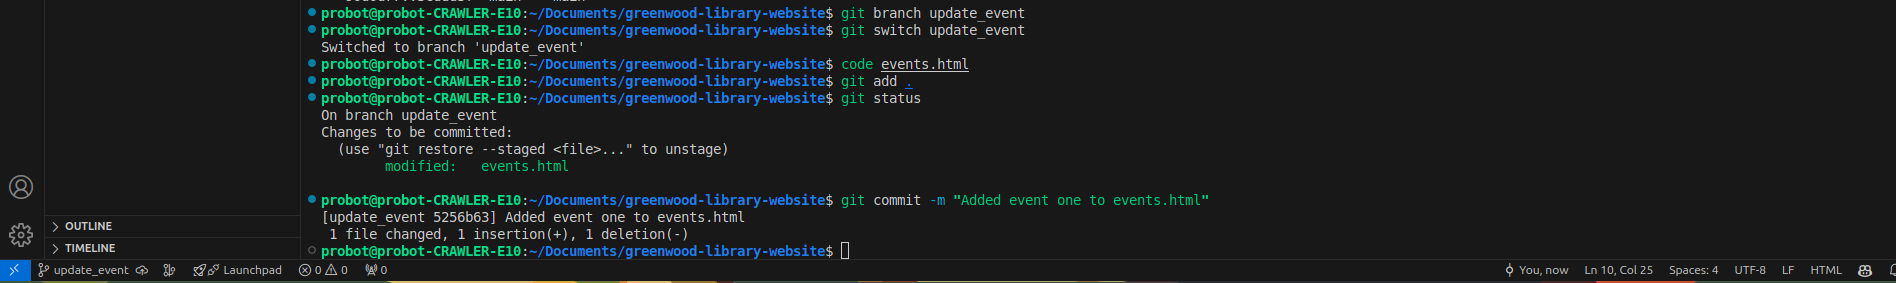 probot@probot-CRAWLER-E10:~/Documents/greenwood-library-website$ git branch update_event
probot@probot-CRAWLER-E10:~/Documents/greenwood-library-website$ git switch update_event
Switched to branch 'update_event'
probot@probot-CRAWLER-E10:~/Documents/greenwood-library-website$ code events.html
probot@probot-CRAWLER-E10:~/Documents/greenwood-library-website$ git add .
probot@probot-CRAWLER-E10:~/Documents/greenwood-library-website$ git status
On branch update_event
Changes to be committed:
  (use "git restore --staged <file>..." to unstage)
        modified:   events.html
probot@probot-CRAWLER-E10:~/Documents/greenwood-library-website$ git commit -m "Added event one to events.html"
[update_event 5256b63] Added event one to events.html
 1 file changed, 1 insertion(+), 1 deletion(-)
probot@probot-CRAWLER-E10:~/Documents/greenwood-library-website$
OUTLINE
TIMELINE
update_event Launchpad 0 0 0 You, now Ln 10, Col 25 Spaces: 4 UTF-8 LF HTML